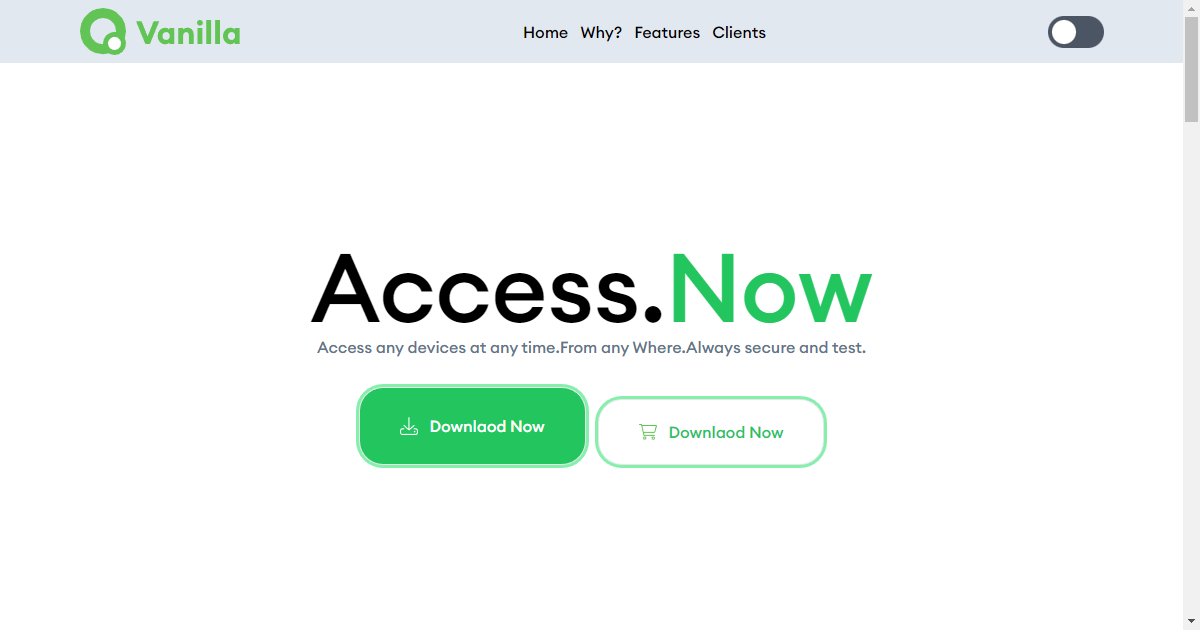 Vanilla
Home Why? Features Clients
Access.Now
Access any devices at any time.From any Where.Always secure and test.
Downlaod Now
Downlaod Now